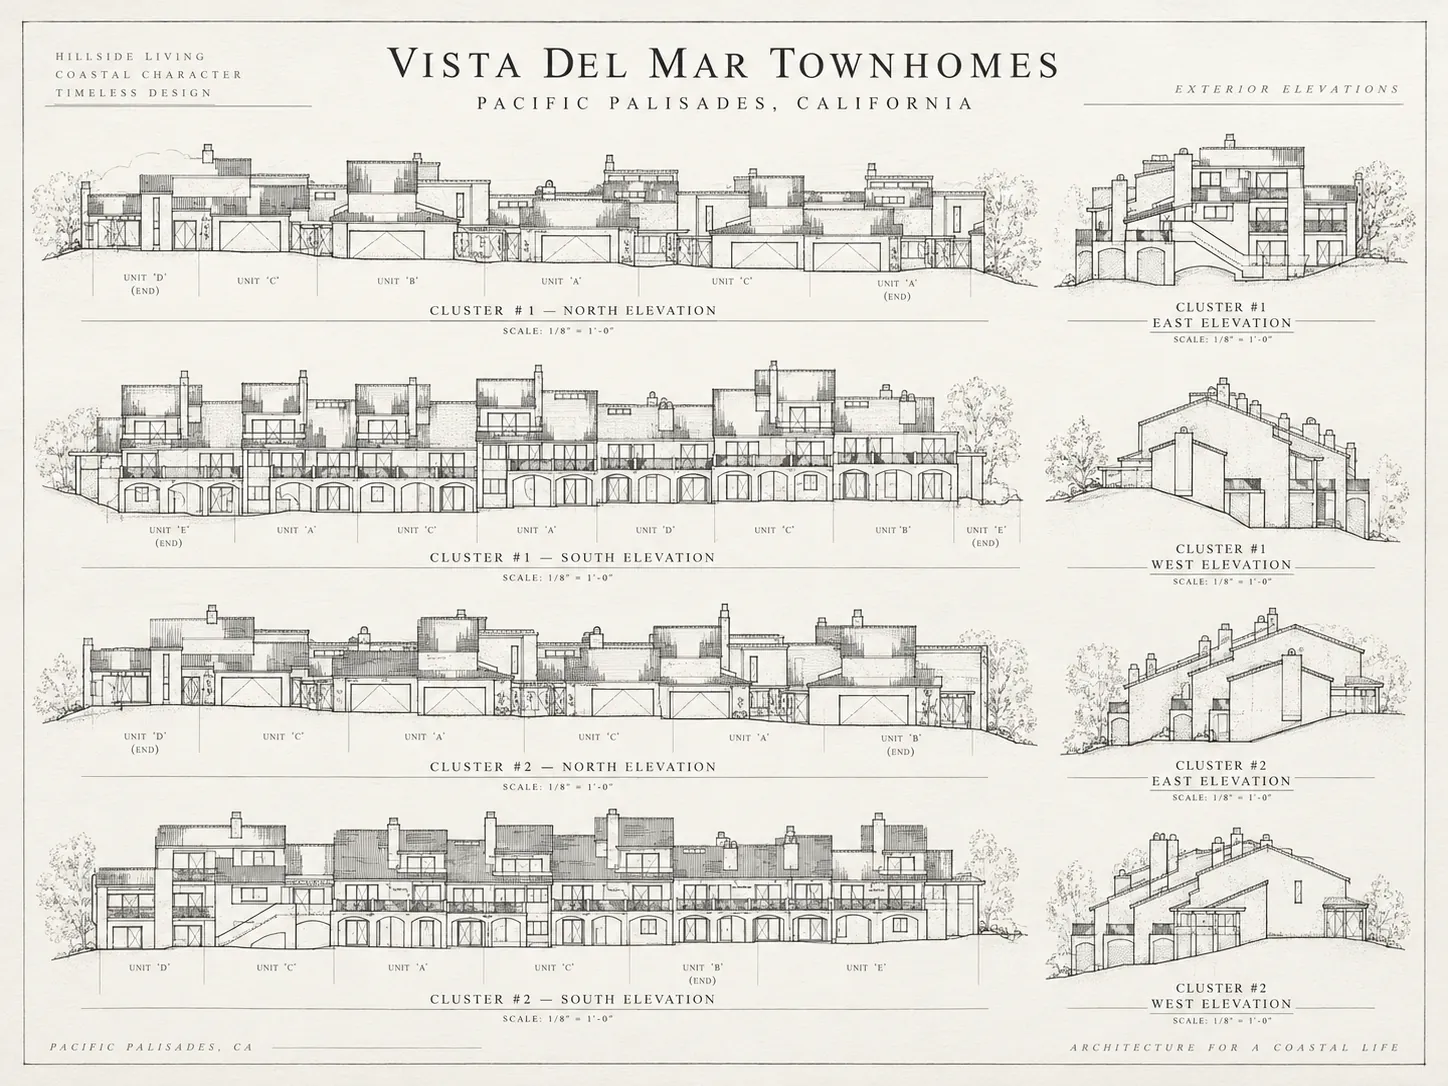 HILLSIDE LIVING
COASTAL CHARACTER
TIMELESS DESIGN
VISTA DEL MAR TOWNHOMES
PACIFIC PALISADES, CALIFORNIA
EXTERIOR ELEVATIONS
UNIT 'D'
(END)
UNIT 'C'
UNIT 'B'
UNIT 'A'
UNIT 'C'
UNIT 'A'
(END)
CLUSTER #1 — NORTH ELEVATION
SCALE: 1/8" = 1'-0"
CLUSTER #1
EAST ELEVATION
SCALE: 1/8" = 1'-0"
UNIT 'E'
(END)
UNIT 'A'
UNIT 'C'
UNIT 'A'
UNIT 'D'
UNIT 'C'
UNIT 'B'
UNIT 'E'
(END)
CLUSTER #1 — SOUTH ELEVATION
SCALE: 1/8" = 1'-0"
CLUSTER #1
WEST ELEVATION
SCALE: 1/8" = 1'-0"
UNIT 'D'
(END)
UNIT 'C'
UNIT 'A'
UNIT 'C'
UNIT 'A'
UNIT 'B'
(END)
CLUSTER #2 — NORTH ELEVATION
SCALE: 1/8" = 1'-0"
CLUSTER #2
EAST ELEVATION
SCALE: 1/8" = 1'-0"
UNIT 'D'
UNIT 'C'
UNIT 'A'
UNIT 'C'
UNIT 'B'
(END)
UNIT 'E'
CLUSTER #2 — SOUTH ELEVATION
SCALE: 1/8" = 1'-0"
CLUSTER #2
WEST ELEVATION
SCALE: 1/8" = 1'-0"
PACIFIC PALISADES, CA
ARCHITECTURE FOR A COASTAL LIFE